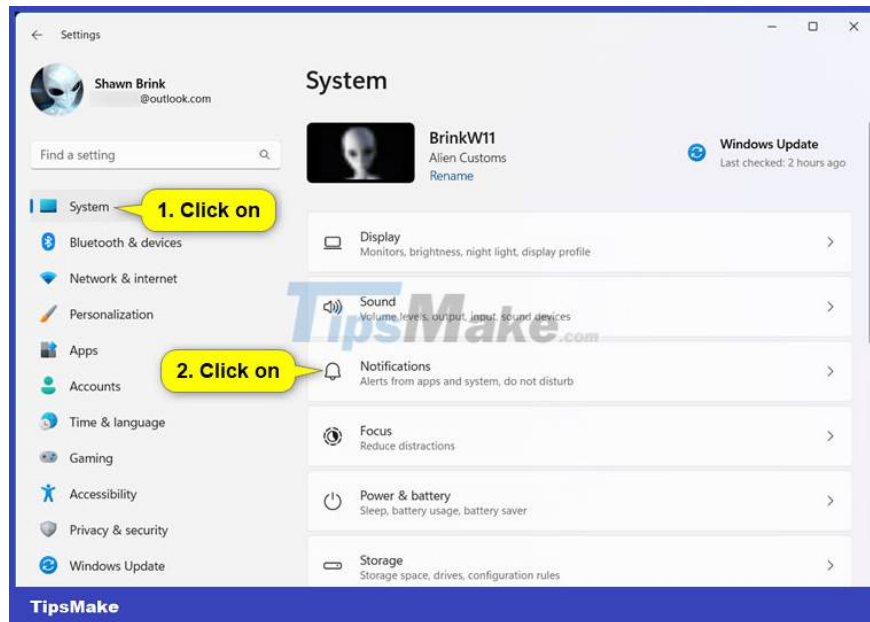 Settings
Shawn Brink
@outlook.com
Find a setting
System
Bluetooth & devices
Network & internet
Personalization
Apps
Accounts
Time & language
Gaming
Accessibility
Privacy & security
Windows Update
1. Click on
2. Click on
System
BrinkW11
Alien Customs
Rename
Windows Update
Last checked: 2 hours ago
Display
Monitors, brightness, night light, display profile
Sound
Volume levels, output, input, sound devices
Notifications
Alerts from apps and system, do not disturb
Focus
Reduce distractions
Power & battery
Sleep, battery usage, battery saver
Storage
Storage space, drives, configuration rules
TipsMake.com
TipsMake